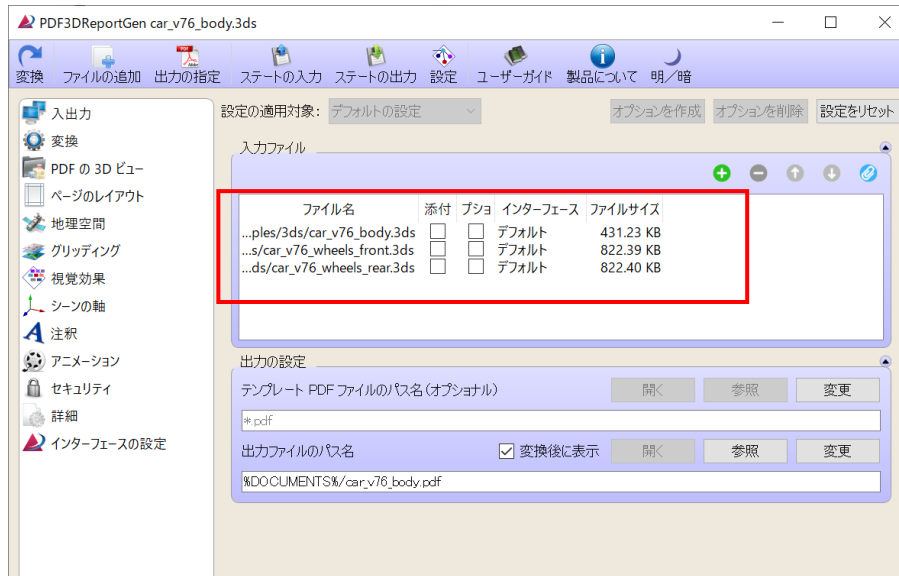 PDF3DReportGen car_v76_body.3ds
変換 ファイルの追加 出力の指定 ステートの入力 ステートの出力 設定 ユーザーガイド 製品について 明／暗
入出力
変換
PDF の 3D ビュー
ページのレイアウト
地理空間
グリッディング
視覚効果
シーンの軸
注釈
アニメーション
セキュリティ
詳細
インターフェースの設定
設定の適用対象： デフォルトの設定 オプションを作成 オプションを削除 設定をリセット
入力ファイル
ファイル名 添付 プショ インターフェース ファイルサイズ
...ples/3ds/car_v76_body.3ds デフォルト 431.23 KB
...s/car_v76_wheels_front.3ds デフォルト 822.39 KB
...ds/car_v76_wheels_rear.3ds デフォルト 822.40 KB
出力の設定
テンプレート PDF ファイルのパス名（オプショナル） 開く 参照 変更
*.pdf
出力ファイルのパス名 変換後に表示 開く 参照 変更
%DOCUMENTS%/car_v76_body.pdf